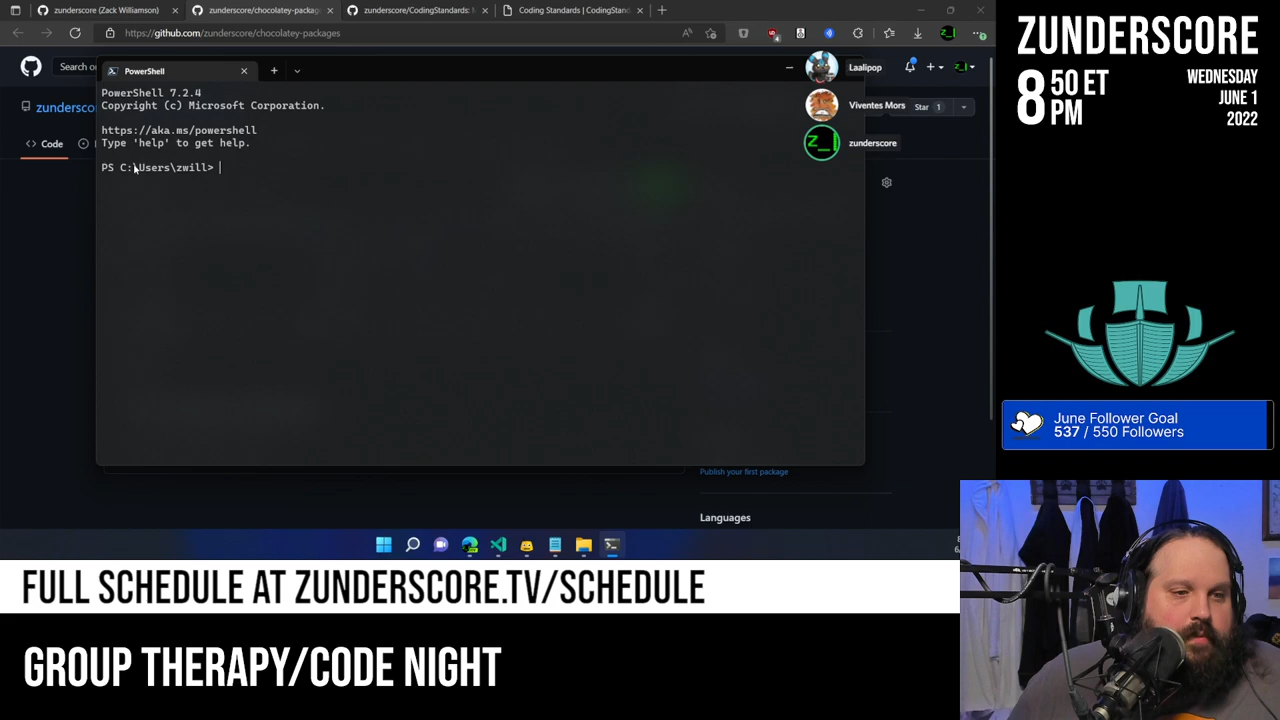 zunderscore (Zack Williamson)
zunderscore/chocolatey-packag
zunderscore/CodingStandards:
Coding Standards | CodingStand
https://github.com/zunderscore/chocolatey-packages
Search
PowerShell
Laalipop
zundersco
PowerShell 7.2.4
Copyright (c) Microsoft Corporation.
Viventes Mors
Star 1
https://aka.ms/powershell
Type 'help' to get help.
Code
zunderscore
PS C:\Users\zwill>
Publish your first package
Languages
ZUNDERSCORE
8 50 ET
PM
WEDNESDAY
JUNE 1
2022
June Follower Goal
537 / 550 Followers
FULL SCHEDULE AT ZUNDERSCORE.TV/SCHEDULE
GROUP THERAPY/CODE NIGHT